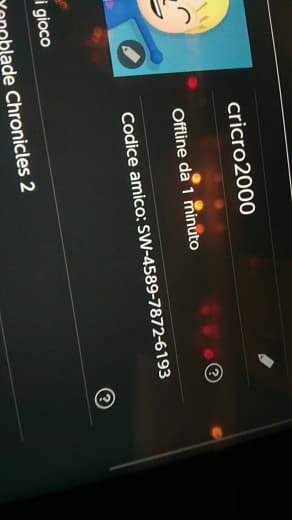 cricro2000
Offline da 1 minuto
Codice amico: SW-4589-7872-6193
i gioco
Xenoblade Chronicles 2